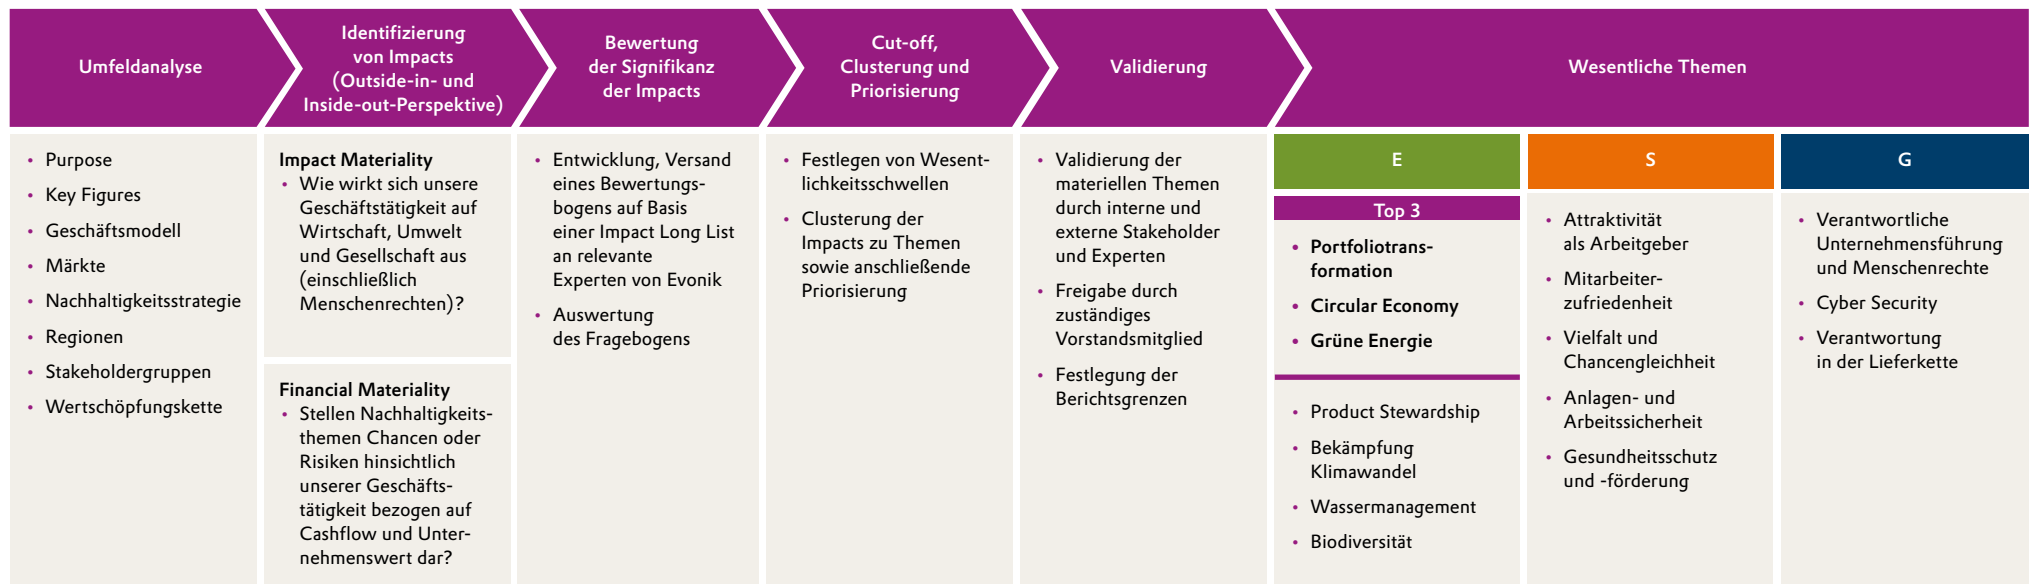 Umfeldanalyse
Identifizierung
von Impacts
(Outside-in- und
Inside-out-Perspektive)
Bewertung
der Signifikanz
der Impacts
Cut-off,
Clusterung und
Priorisierung
Validierung
Wesentliche Themen
• Purpose
• Key Figures
• Geschäftsmodell
• Märkte
• Nachhaltigkeitsstrategie
• Regionen
• Stakeholdergruppen
• Wertschöpfungskette
Impact Materiality
• Wie wirkt sich unsere
Geschäftstätigkeit auf
Wirtschaft, Umwelt
und Gesellschaft aus
(einschließlich
Menschenrechten)?
Financial Materiality
• Stellen Nachhaltigkeits-
themen Chancen oder
Risiken hinsichtlich
unserer Geschäfts-
tätigkeit bezogen auf
Cashflow und Unter-
nehmenswert dar?
• Entwicklung, Versand
eines Bewertungs-
bogens auf Basis
einer Impact Long List
an relevante
Experten von Evonik
• Auswertung
des Fragebogens
• Festlegen von Wesent-
lichkeitsschwellen
• Clusterung der
Impacts zu Themen
sowie anschließende
Priorisierung
• Validierung der
materiellen Themen
durch interne und
externe Stakeholder
und Experten
• Freigabe durch
zuständiges
Vorstandsmitglied
• Festlegung der
Berichtsgrenzen
E
Top 3
• Portfoliotrans-
formation
• Circular Economy
• Grüne Energie
• Product Stewardship
• Bekämpfung
Klimawandel
• Wassermanagement
• Biodiversität
S
• Attraktivität
als Arbeitgeber
• Mitarbeiter-
zufriedenheit
• Vielfalt und
Chancengleichheit
• Anlagen- und
Arbeitssicherheit
• Gesundheitsschutz
und -förderung
G
• Verantwortliche
Unternehmensführung
und Menschenrechte
• Cyber Security
• Verantwortung
in der Lieferkette